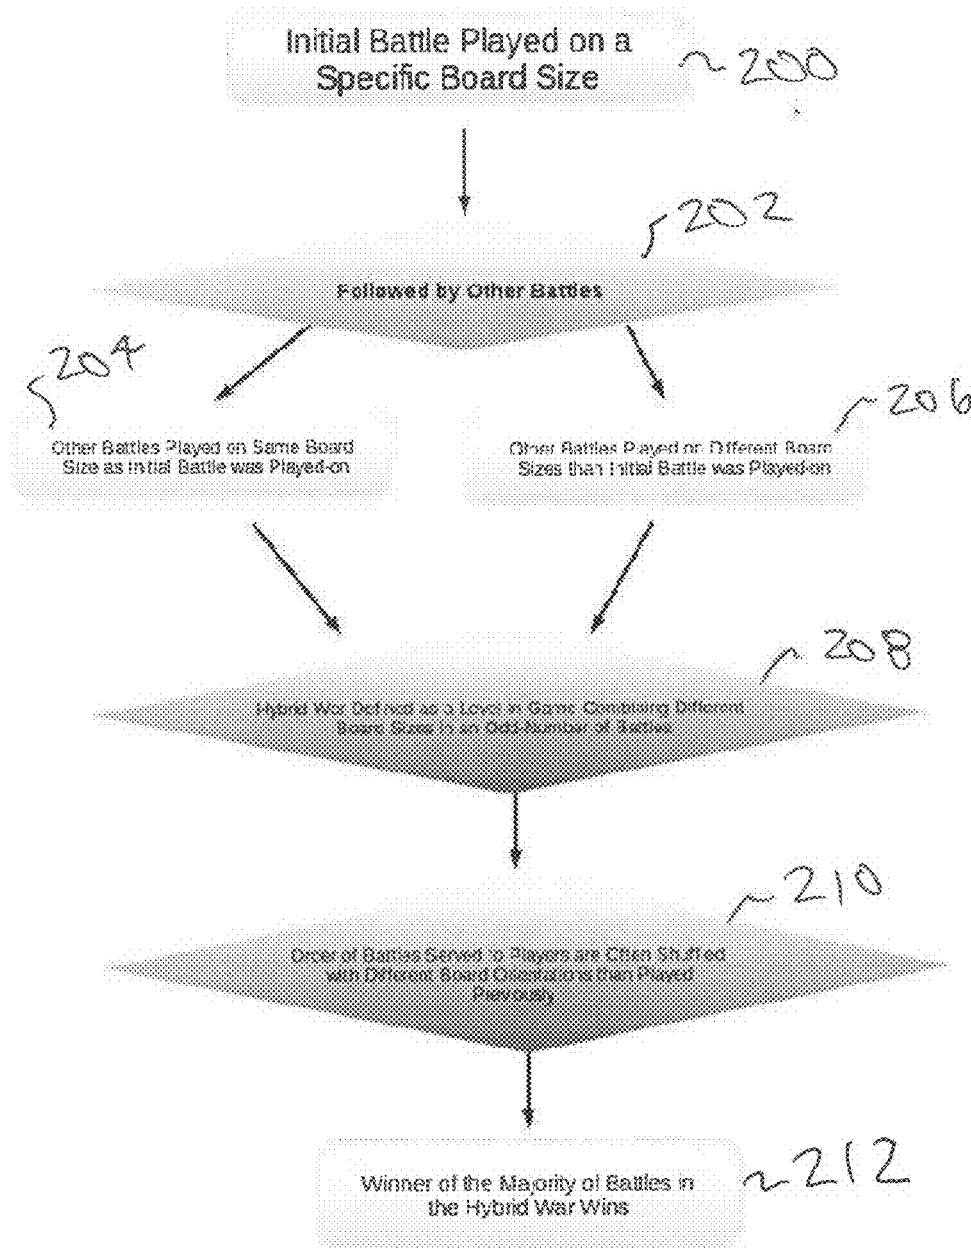 Initial Battle Played on a
Specific Board Size
~200
202
Followed by Other Battles
204
206
Other Battles Played on Same Board
Size as Initial Battle was Played-on
Other Battles Played on Different Board
Sizes than Initial Battle was Played-on
208
Hybrid War Defined as a Level in Game Combining Different
Board Sizes in an Odd-Number of Battles
~210
Order of Battles Served to Players are Often Shuffled
with Different Board Orientations than Played
Previously
~212
Winner of the Majority of Battles in
the Hybrid War Wins